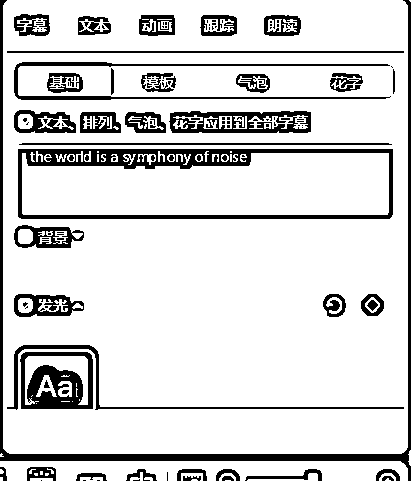 字幕 文本 动画 跟踪 朗读
基础 模板 气泡 花字
文本、排列、气泡、花字应用到全部字幕
the world is a symphony of noise
背景
发光
Aa